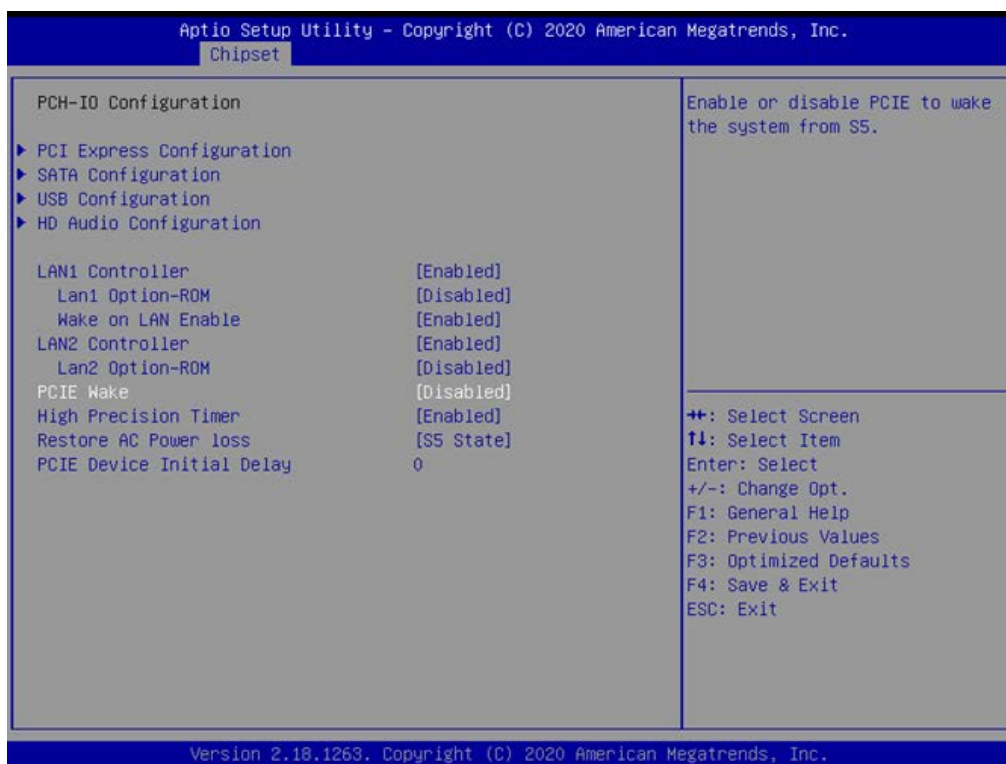 Aptio Setup Utility – Copyright (C) 2020 American Megatrends, Inc.
Chipset
PCH-IO Configuration
PCI Express Configuration
SATA Configuration
USB Configuration
HD Audio Configuration
LAN1 Controller [Enabled]
Lan1 Option-ROM [Disabled]
Wake on LAN Enable [Enabled]
LAN2 Controller [Enabled]
Lan2 Option-ROM [Disabled]
PCIE Wake [Disabled]
High Precision Timer [Enabled]
Restore AC Power loss [S5 State]
PCIE Device Initial Delay 0
Enable or disable PCIE to wake
the system from S5.
→←: Select Screen
↑↓: Select Item
Enter: Select
+/-: Change Opt.
F1: General Help
F2: Previous Values
F3: Optimized Defaults
F4: Save & Exit
ESC: Exit
Version 2.18.1263. Copyright (C) 2020 American Megatrends, Inc.